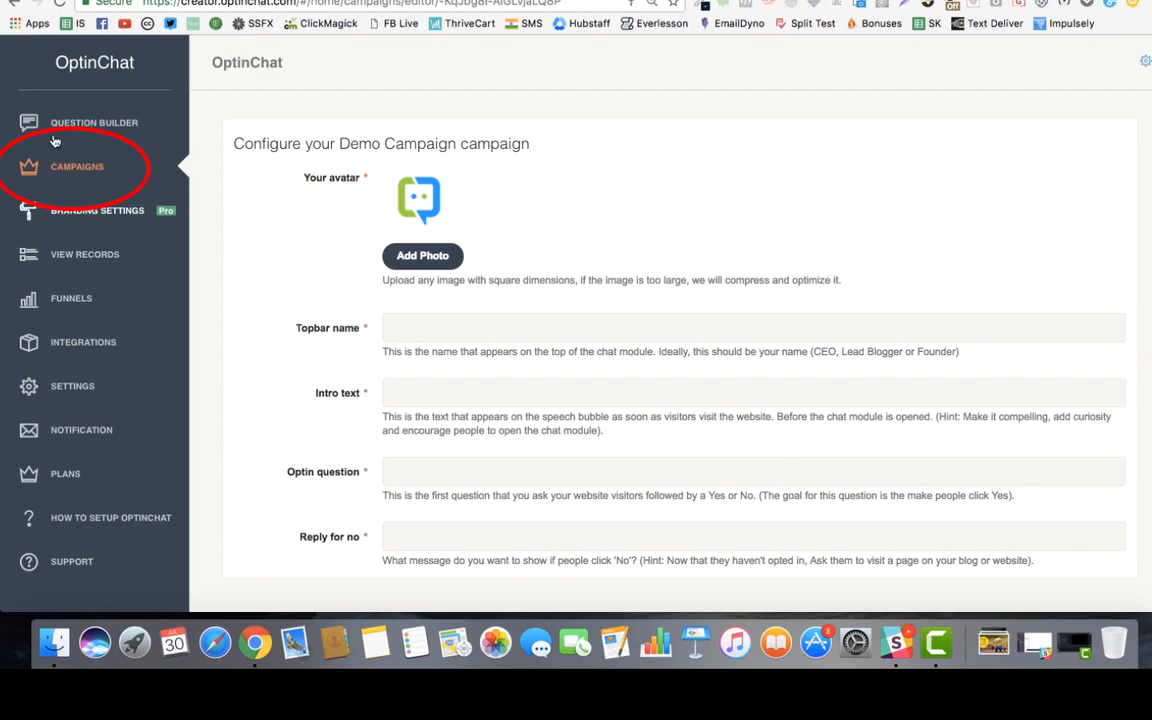 Secure https://creator.optinchat.com/#/home/campaigns/editor/
Apps IS SSFX ClickMagick FB Live ThriveCart SMS Hubstaff Everlesson EmailDyno Split Test Bonuses SK Text Deliver Impulsely
OptinChat
OptinChat
QUESTION BUILDER
CAMPAIGNS
BRANDING SETTINGS Pro
VIEW RECORDS
FUNNELS
INTEGRATIONS
SETTINGS
NOTIFICATION
PLANS
HOW TO SETUP OPTINCHAT
SUPPORT
Configure your Demo Campaign campaign
Your avatar *
Add Photo
Upload any image with square dimensions, if the image is too large, we will compress and optimize it.
Topbar name *
This is the name that appears on the top of the chat module. Ideally, this should be your name (CEO, Lead Blogger or Founder)
Intro text *
This is the text that appears on the speech bubble as soon as visitors visit the website. Before the chat module is opened. (Hint: Make it compelling, add curiosity
and encourage people to open the chat module).
Optin question *
This is the first question that you ask your website visitors followed by a Yes or No. (The goal for this question is the make people click Yes).
Reply for no *
What message do you want to show if people click 'No'? (Hint: Now that they haven't opted in, Ask them to visit a page on your blog or website).
30